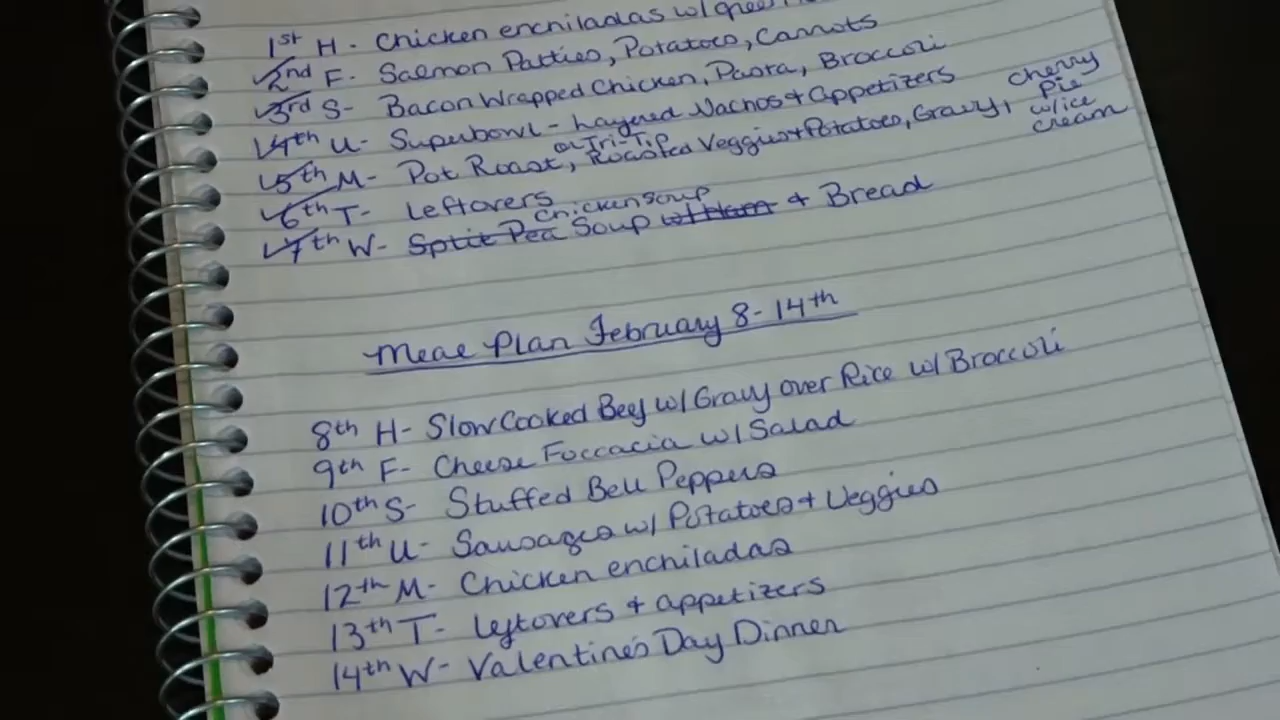 1st H - Chicken enchiladas w/
2nd F - Salmon Patties, Potatoes, Carrots
3rd S - Bacon Wrapped Chicken, Pasta, Broccoli
4th U - Superbowl - Layered Nachos + Appetizers
or Tri-Tip
5th M - Pot Roast, Roasted Veggies + Potatoes, Gravy, cherry pie w/ice cream
6th T - Leftovers
chicken soup
7th W - Split Pea Soup w/ Ham + Bread
Meal Plan February 8-14th
8th H - Slow Cooked Beef w/ Gravy over Rice w/ Broccoli
9th F - Cheese Foccacia w/ Salad
10th S - Stuffed Bell Peppers
11th U - Sausages w/ Potatoes + Veggies
12th M - Chicken enchiladas
13th T - Leftovers + appetizers
14th W - Valentine's Day Dinner